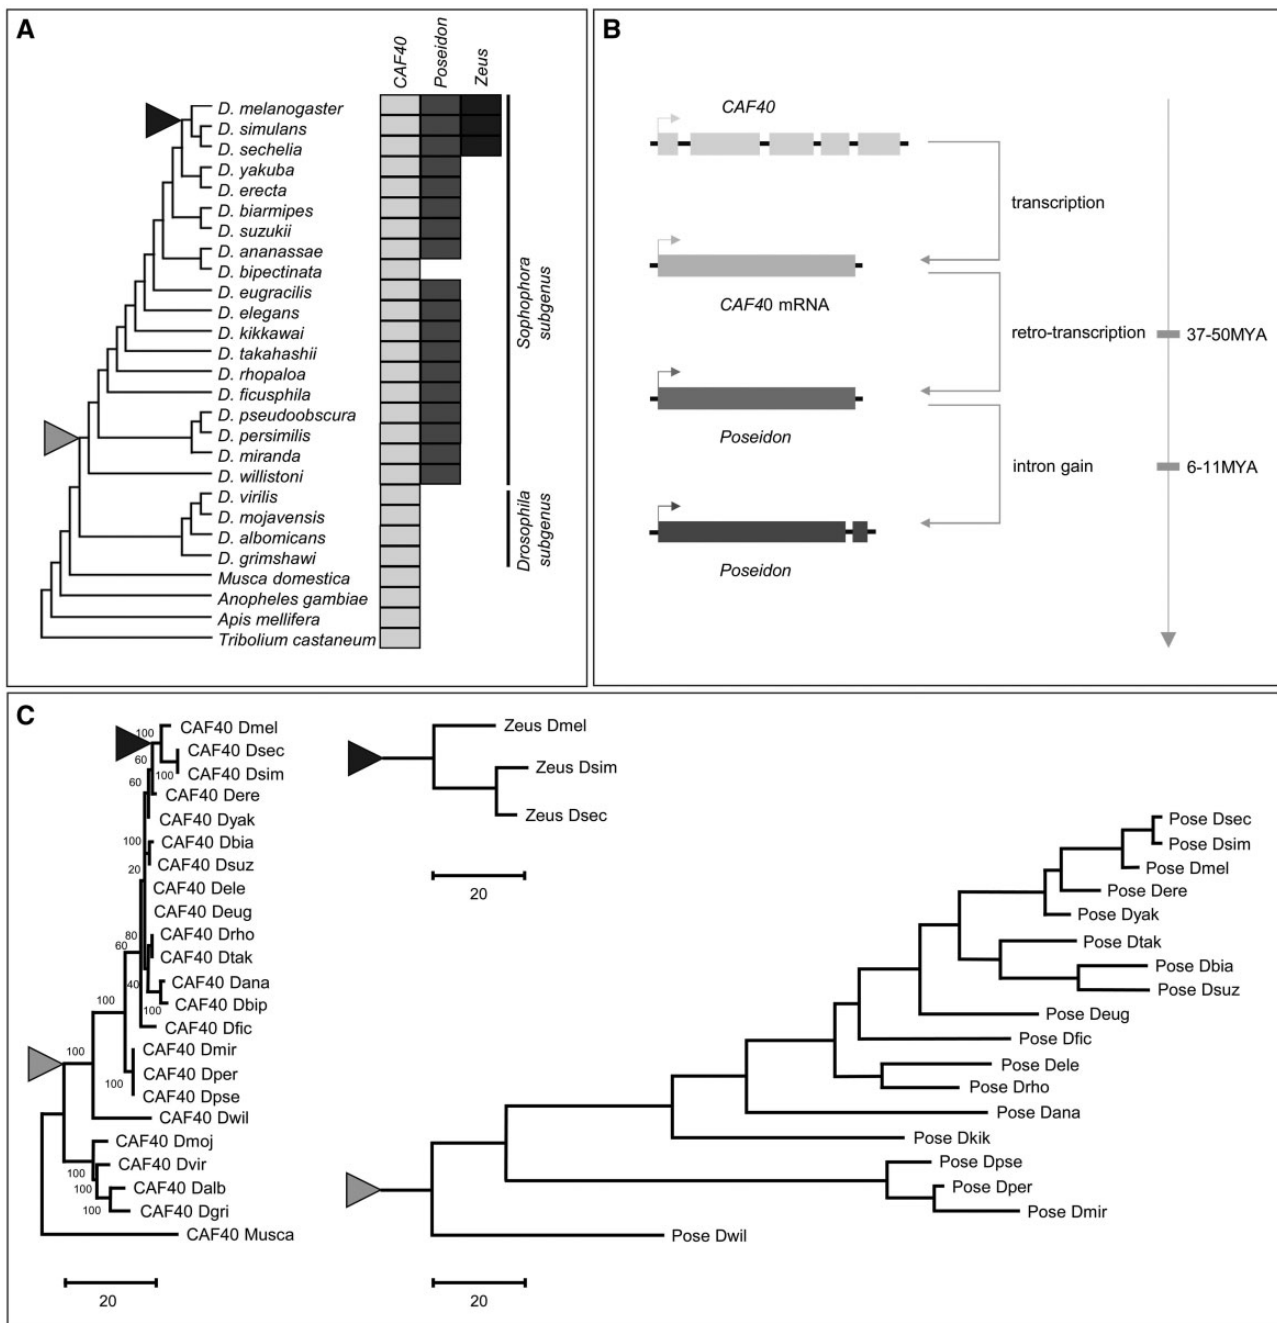 A
CAF40
Poseidon
Zeus
D. melanogaster
D. simulans
D. sechelia
D. yakuba
D. erecta
D. biarmipes
D. suzukii
D. ananassae
D. bipectinata
D. eugracilis
D. elegans
D. kikkawai
D. takahashii
D. rhopaloa
D. ficusphila
D. pseudoobscura
D. persimilis
D. miranda
D. willistoni
D. virilis
D. mojavensis
D. albomicans
D. grimshawi
Musca domestica
Anopheles gambiae
Apis mellifera
Tribolium castaneum
Sophophora
subgenus
Drosophila
subgenus
B
CAF40
transcription
CAF40 mRNA
retro-transcription
37-50MYA
Poseidon
intron gain
6-11MYA
Poseidon
C
100
CAF40 Dmel
60
CAF40 Dsec
100
CAF40 Dsim
60
CAF40 Dere
CAF40 Dyak
100
CAF40 Dbia
20
CAF40 Dsuz
CAF40 Dele
CAF40 Deug
80
CAF40 Drho
60
CAF40 Dtak
40
CAF40 Dana
100
CAF40 Dbip
100
CAF40 Dfic
100
CAF40 Dmir
CAF40 Dper
100
CAF40 Dpse
CAF40 Dwil
CAF40 Dmoj
100
CAF40 Dvir
100
CAF40 Dalb
100
CAF40 Dgri
CAF40 Musca
20
Zeus Dmel
Zeus Dsim
Zeus Dsec
20
Pose Dsec
Pose Dsim
Pose Dmel
Pose Dere
Pose Dyak
Pose Dtak
Pose Dbia
Pose Dsuz
Pose Deug
Pose Dfic
Pose Dele
Pose Drho
Pose Dana
Pose Dkik
Pose Dpse
Pose Dper
Pose Dmir
Pose Dwil
20